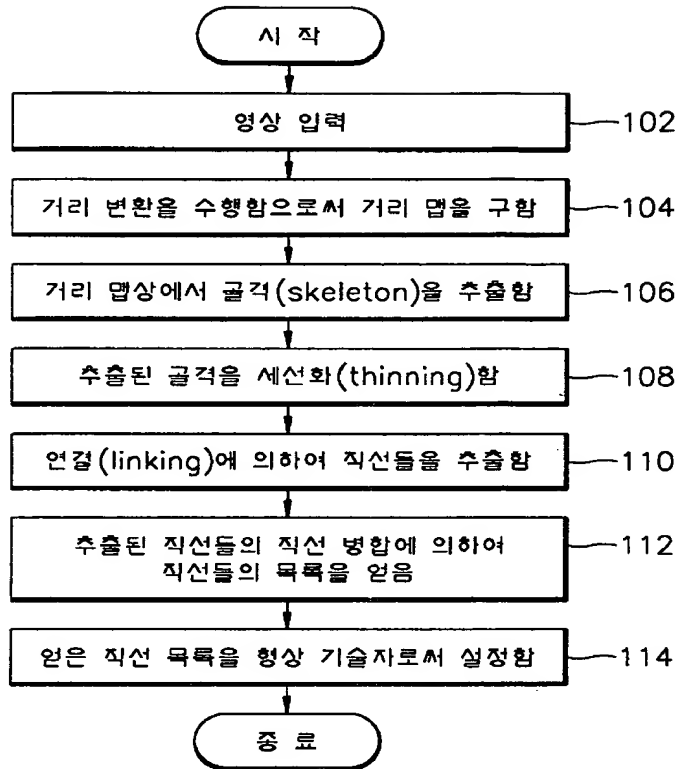 시 작
영상 입력
102
거리 변환을 수행함으로써 거리 맵을 구함
104
거리 맵상에서 골격(skeleton)을 추출함
106
추출된 골격을 세선화(thinning)함
108
연결(linking)에 의하여 직선들을 추출함
110
추출된 직선들의 직선 병합에 의하여
직선들의 목록을 얻음
112
얻은 직선 목록을 형상 기술자로써 설정함
114
종 료